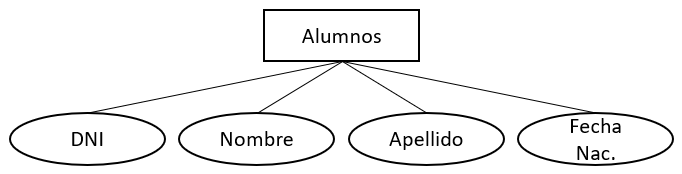 Alumnos
DNI
Nombre
Apellido
Fecha
Nac.